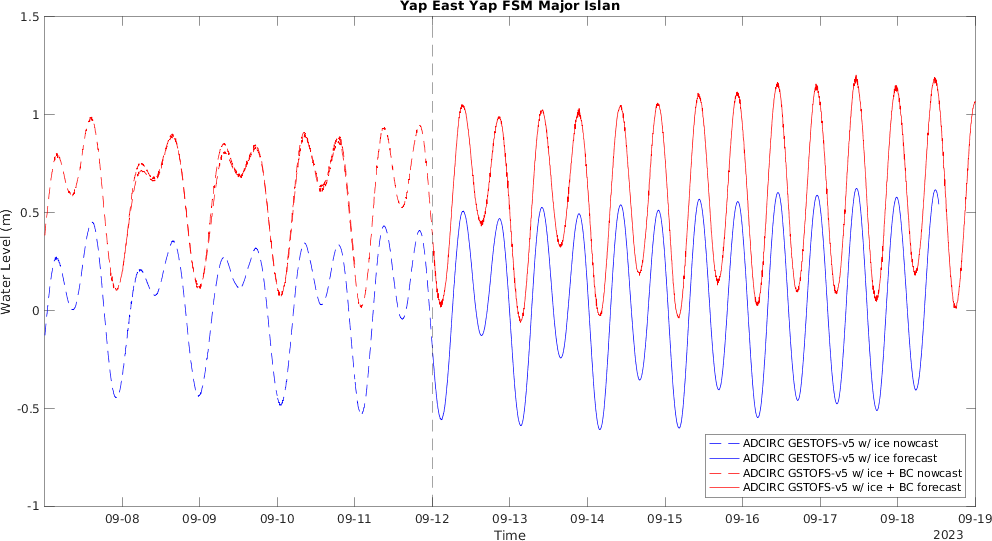 Yap East Yap FSM Major Islan
1.5
1
0.5
0
-0.5
-1
Water Level (m)
09-08
09-09
09-10
09-11
09-12
09-13
09-14
09-15
09-16
09-17
09-18
09-19
Time
2023
ADCIRC GESTOFS-v5 w/ ice nowcast
ADCIRC GESTOFS-v5 w/ ice forecast
ADCIRC GSTOFS-v5 w/ ice + BC nowcast
ADCIRC GSTOFS-v5 w/ ice + BC forecast